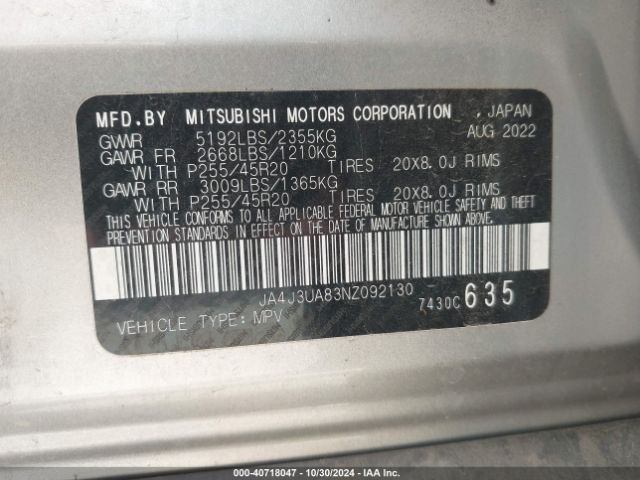 MFD.BY MITSUBISHI MOTORS CORPORATION , JAPAN
GVWR 5192LBS/2355KG AUG 2022
GAWR FR 2668LBS/1210KG
WITH P255/45R20 TIRES 20X8.0J RIMS
GAWR RR 3009LBS/1365KG
WITH P255/45R20 TIRES 20X8.0J RIMS
THIS VEHICLE CONFORMS TO ALL APPLICABLE FEDERAL MOTOR VEHICLE SAFETY AND THEFT
PREVENTION STANDARDS IN EFFECT ON THE DATE OF MANUFACTURE SHOWN ABOVE.
JA4J3UA83NZ092130 7430C 635
VEHICLE TYPE: MPV
000-40718047 - 10/30/2024 - IAA Inc.